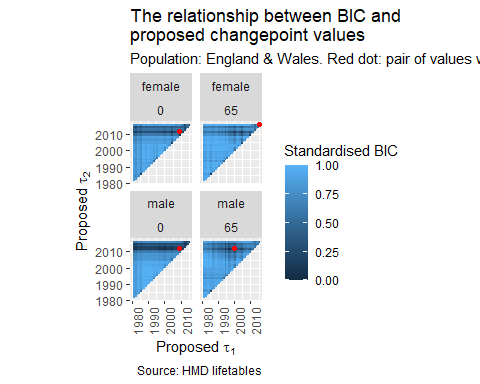 The relationship between BIC and
proposed changepoint values
Population: England & Wales. Red dot: pair of values w
female
female
0
65
2010
2000
1990
1980
male
male
0
65
2010
2000
1990
1980
1980
1990
2000
2010
1980
1990
2000
2010
Proposed τ2
Proposed τ1
Standardised BIC
1.00
0.75
0.50
0.25
0.00
Source: HMD lifetables